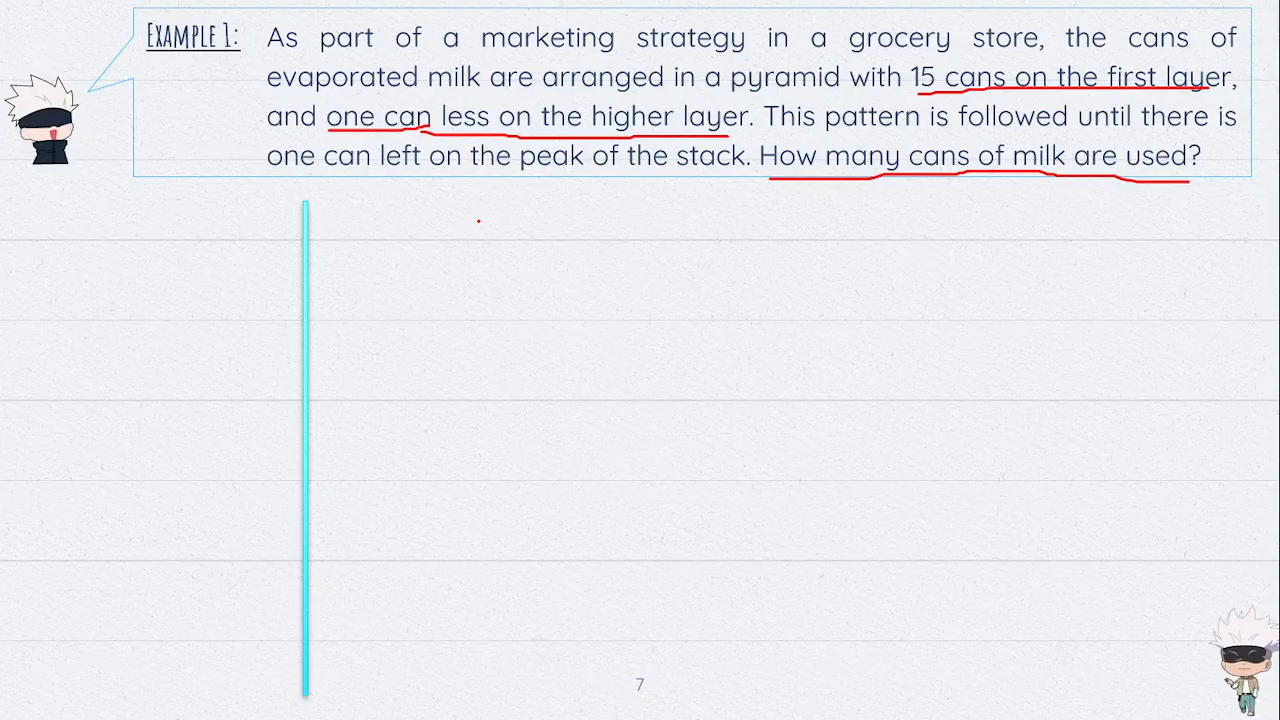 EXAMPLE 1: As part of a marketing strategy in a grocery store, the cans of
evaporated milk are arranged in a pyramid with 15 cans on the first layer,
and one can less on the higher layer. This pattern is followed until there is
one can left on the peak of the stack. How many cans of milk are used?
7